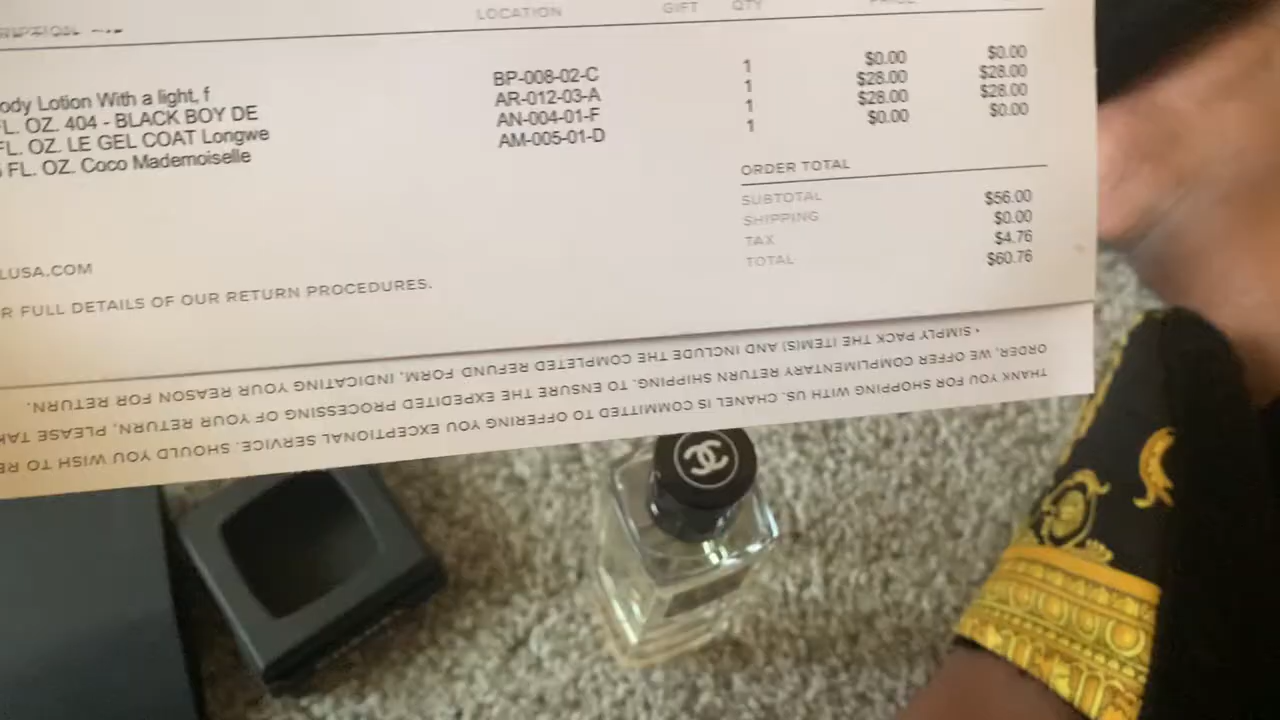 LOCATION GIFT QTY PRICE
ody Lotion With a light, f BP-008-02-C 1 $0.00 $0.00
FL. OZ. 404 - BLACK BOY DE AR-012-03-A 1 $28.00 $28.00
FL. OZ. LE GEL COAT Longwe AN-004-01-F 1 $28.00 $28.00
FL. OZ. Coco Mademoiselle AM-005-01-D 1 $0.00 $0.00
ORDER TOTAL
SUBTOTAL $56.00
SHIPPING $0.00
TAX $4.76
TOTAL $60.76
LUSA.COM
R FULL DETAILS OF OUR RETURN PROCEDURES.
THANK YOU FOR SHOPPING WITH US. CHANEL IS COMMITTED TO OFFERING YOU EXCEPTIONAL SERVICE. SHOULD YOU WISH TO RE
ORDER, WE OFFER COMPLIMENTARY RETURN SHIPPING. TO ENSURE THE EXPEDITED PROCESSING OF YOUR RETURN, PLEASE TAK
• SIMPLY PACK THE ITEM(S) AND INCLUDE THE COMPLETED REFUND FORM, INDICATING YOUR REASON FOR RETURN.